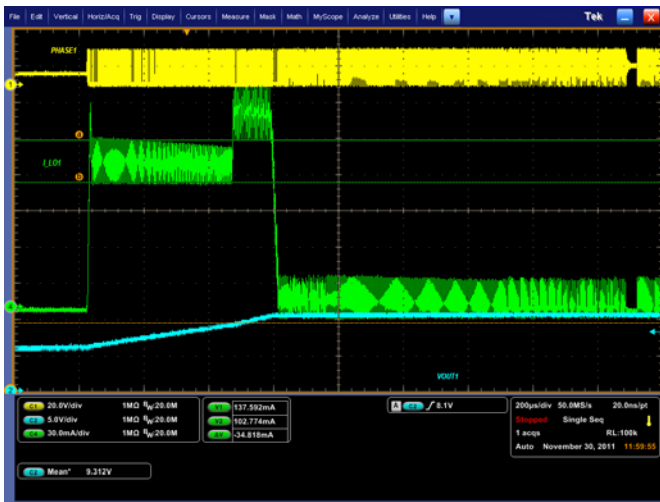 File Edit Vertical Horiz/Acq Trig Display Cursors Measure Mask Math MyScope Analyze Utilities Help Tek X
PHASE1
1
a
I_LO1
b
4
VOUT1
2
C1 20.0V/div 1MΩ BW:20.0M
C2 5.0V/div 1MΩ BW:20.0M
C4 30.0mA/div 1MΩ BW:20.0M
V1 137.592mA
V2 102.774mA
ΔV -34.818mA
A C2 8.1V
200µs/div 50.0MS/s 20.0ns/pt
Stopped Single Seq
1 acqs RL:100k
Auto November 30, 2011 11:59:55
C2 Mean* 9.312V